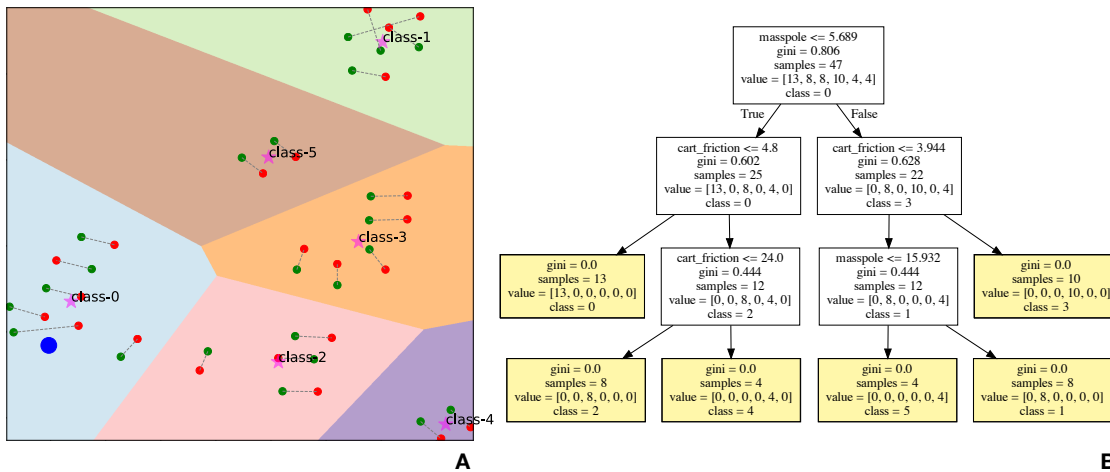 class-1
class-5
class-3
class-0
class-2
class-4
A
masspole <= 5.689
gini = 0.806
samples = 47
value = [13, 8, 8, 10, 4, 4]
class = 0
True
False
cart_friction <= 4.8
gini = 0.602
samples = 25
value = [13, 0, 8, 0, 4, 0]
class = 0
cart_friction <= 3.944
gini = 0.628
samples = 22
value = [0, 8, 0, 10, 0, 4]
class = 3
gini = 0.0
samples = 13
value = [13, 0, 0, 0, 0, 0]
class = 0
cart_friction <= 24.0
gini = 0.444
samples = 12
value = [0, 0, 8, 0, 4, 0]
class = 2
masspole <= 15.932
gini = 0.444
samples = 12
value = [0, 8, 0, 0, 0, 4]
class = 1
gini = 0.0
samples = 10
value = [0, 0, 0, 10, 0, 0]
class = 3
gini = 0.0
samples = 8
value = [0, 0, 8, 0, 0, 0]
class = 2
gini = 0.0
samples = 4
value = [0, 0, 0, 0, 4, 0]
class = 4
gini = 0.0
samples = 4
value = [0, 0, 0, 0, 0, 4]
class = 5
gini = 0.0
samples = 8
value = [0, 8, 0, 0, 0, 0]
class = 1
B